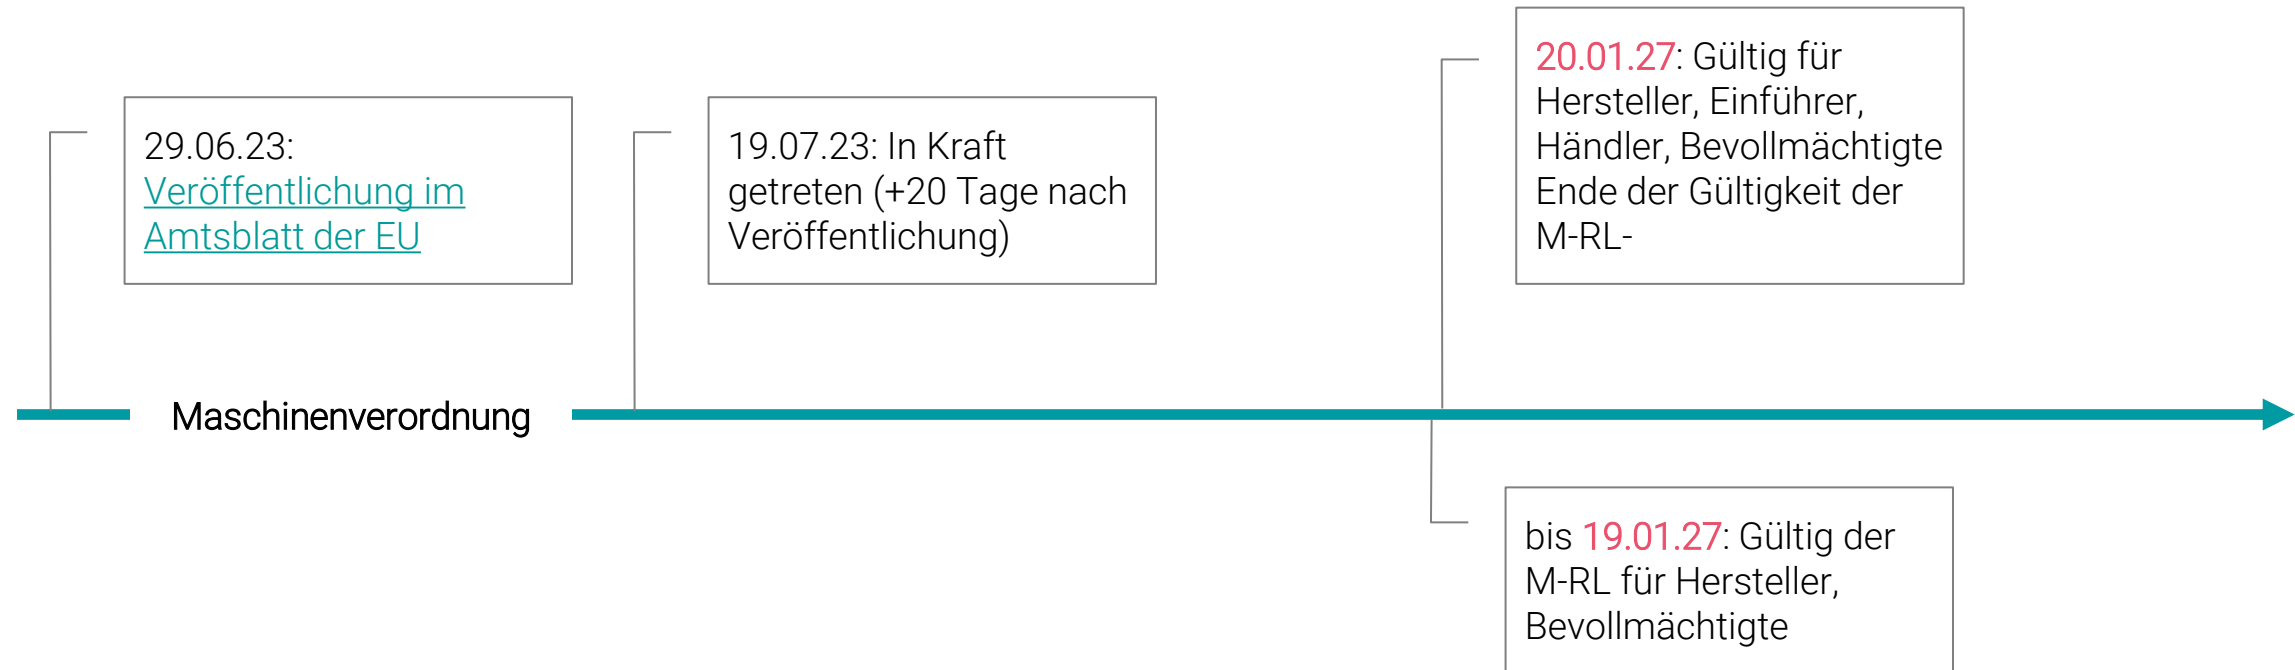 29.06.23:
Veröffentlichung im
Amtsblatt der EU
19.07.23: In Kraft
getreten (+20 Tage nach
Veröffentlichung)
20.01.27: Gültig für
Hersteller, Einführer,
Händler, Bevollmächtigte
Ende der Gültigkeit der
M-RL-
Maschinenverordnung
bis 19.01.27: Gültig der
M-RL für Hersteller,
Bevollmächtigte